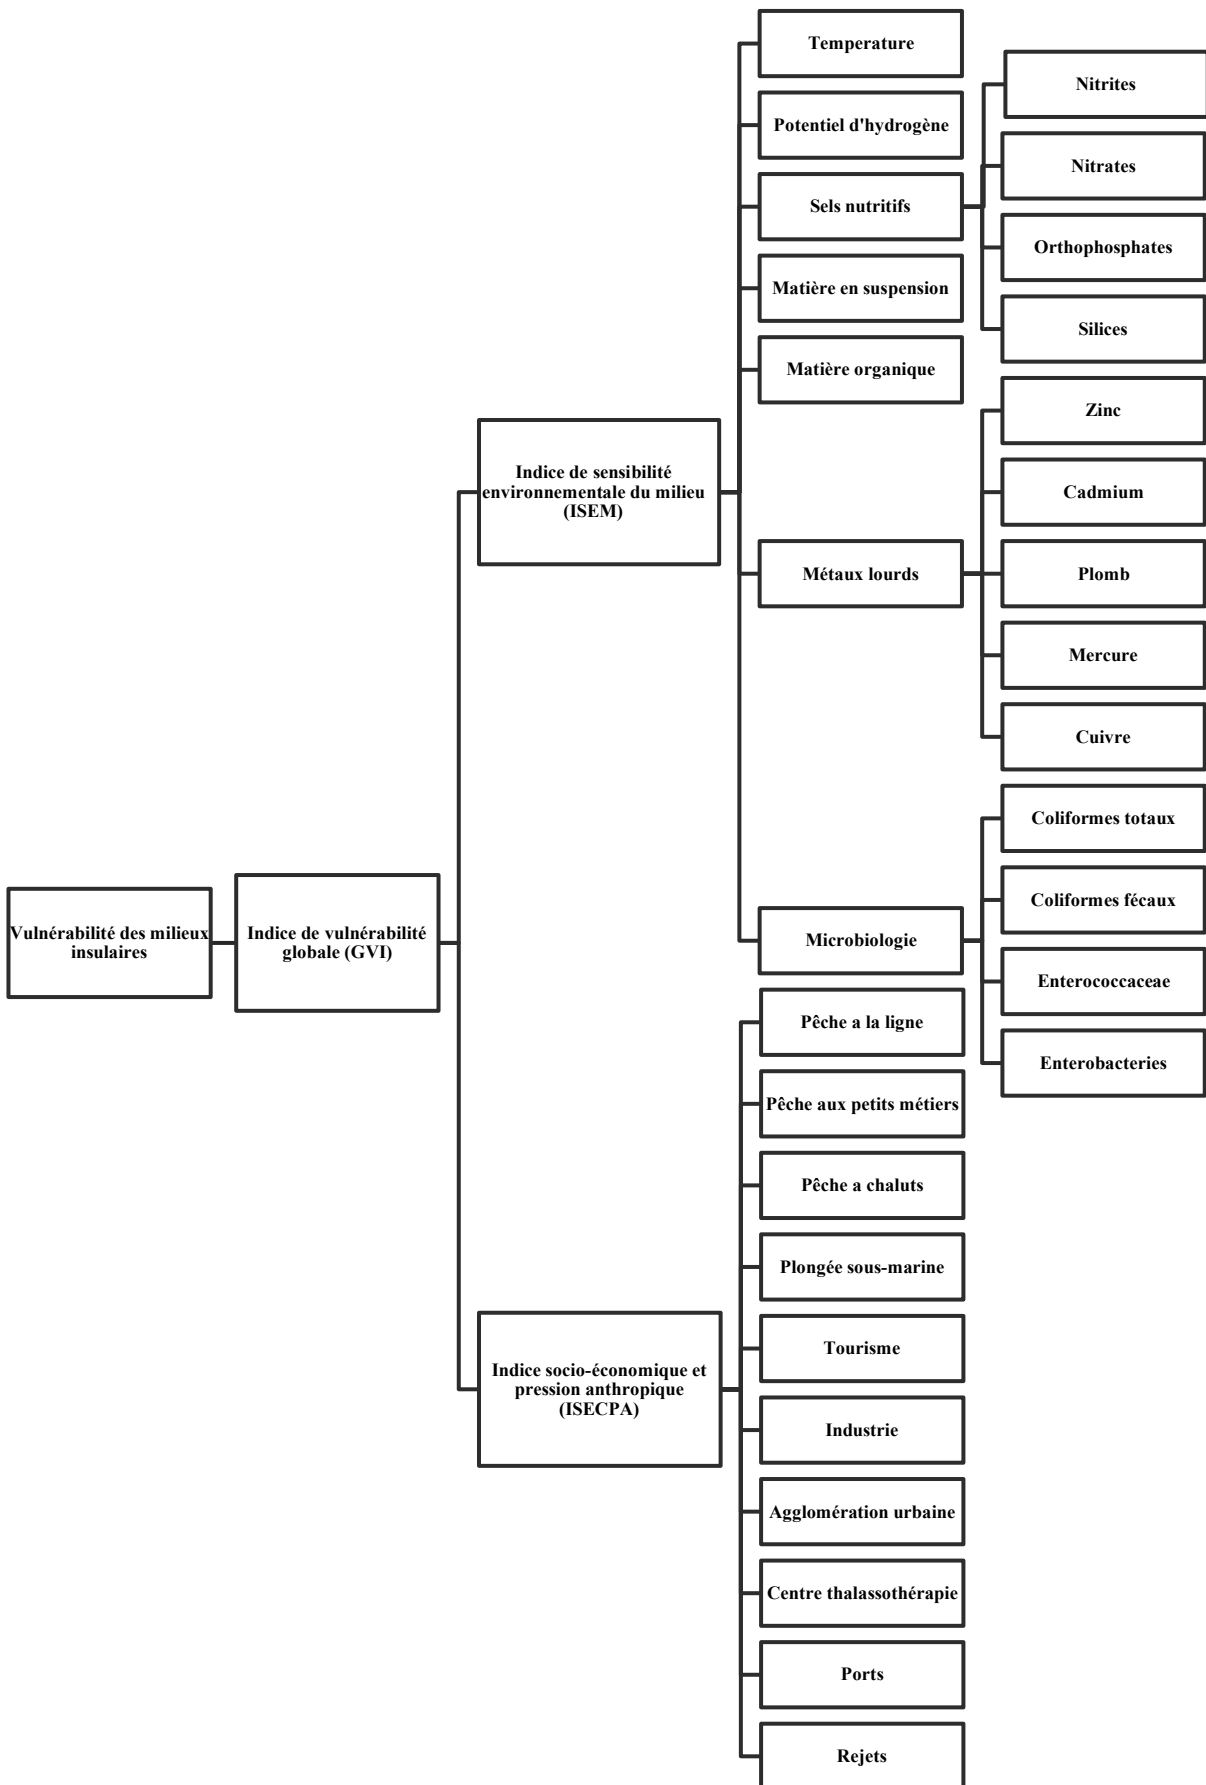 Vulnérabilité des milieux
insulaires
Indice de vulnérabilité
globale (GVI)
Indice de sensibilité
environnementale du milieu
(ISEM)
Temperature
Potentiel d'hydrogène
Sels nutritifs
Nitrites
Nitrates
Orthophosphates
Silices
Matière en suspension
Matière organique
Métaux lourds
Zinc
Cadmium
Plomb
Mercure
Cuivre
Microbiologie
Coliformes totaux
Coliformes fécaux
Enterococcaceae
Enterobacteries
Indice socio-économique et
pression anthropique
(ISECPA)
Pêche a la ligne
Pêche aux petits métiers
Pêche a chaluts
Plongée sous-marine
Tourisme
Industrie
Agglomération urbaine
Centre thalassothérapie
Ports
Rejets